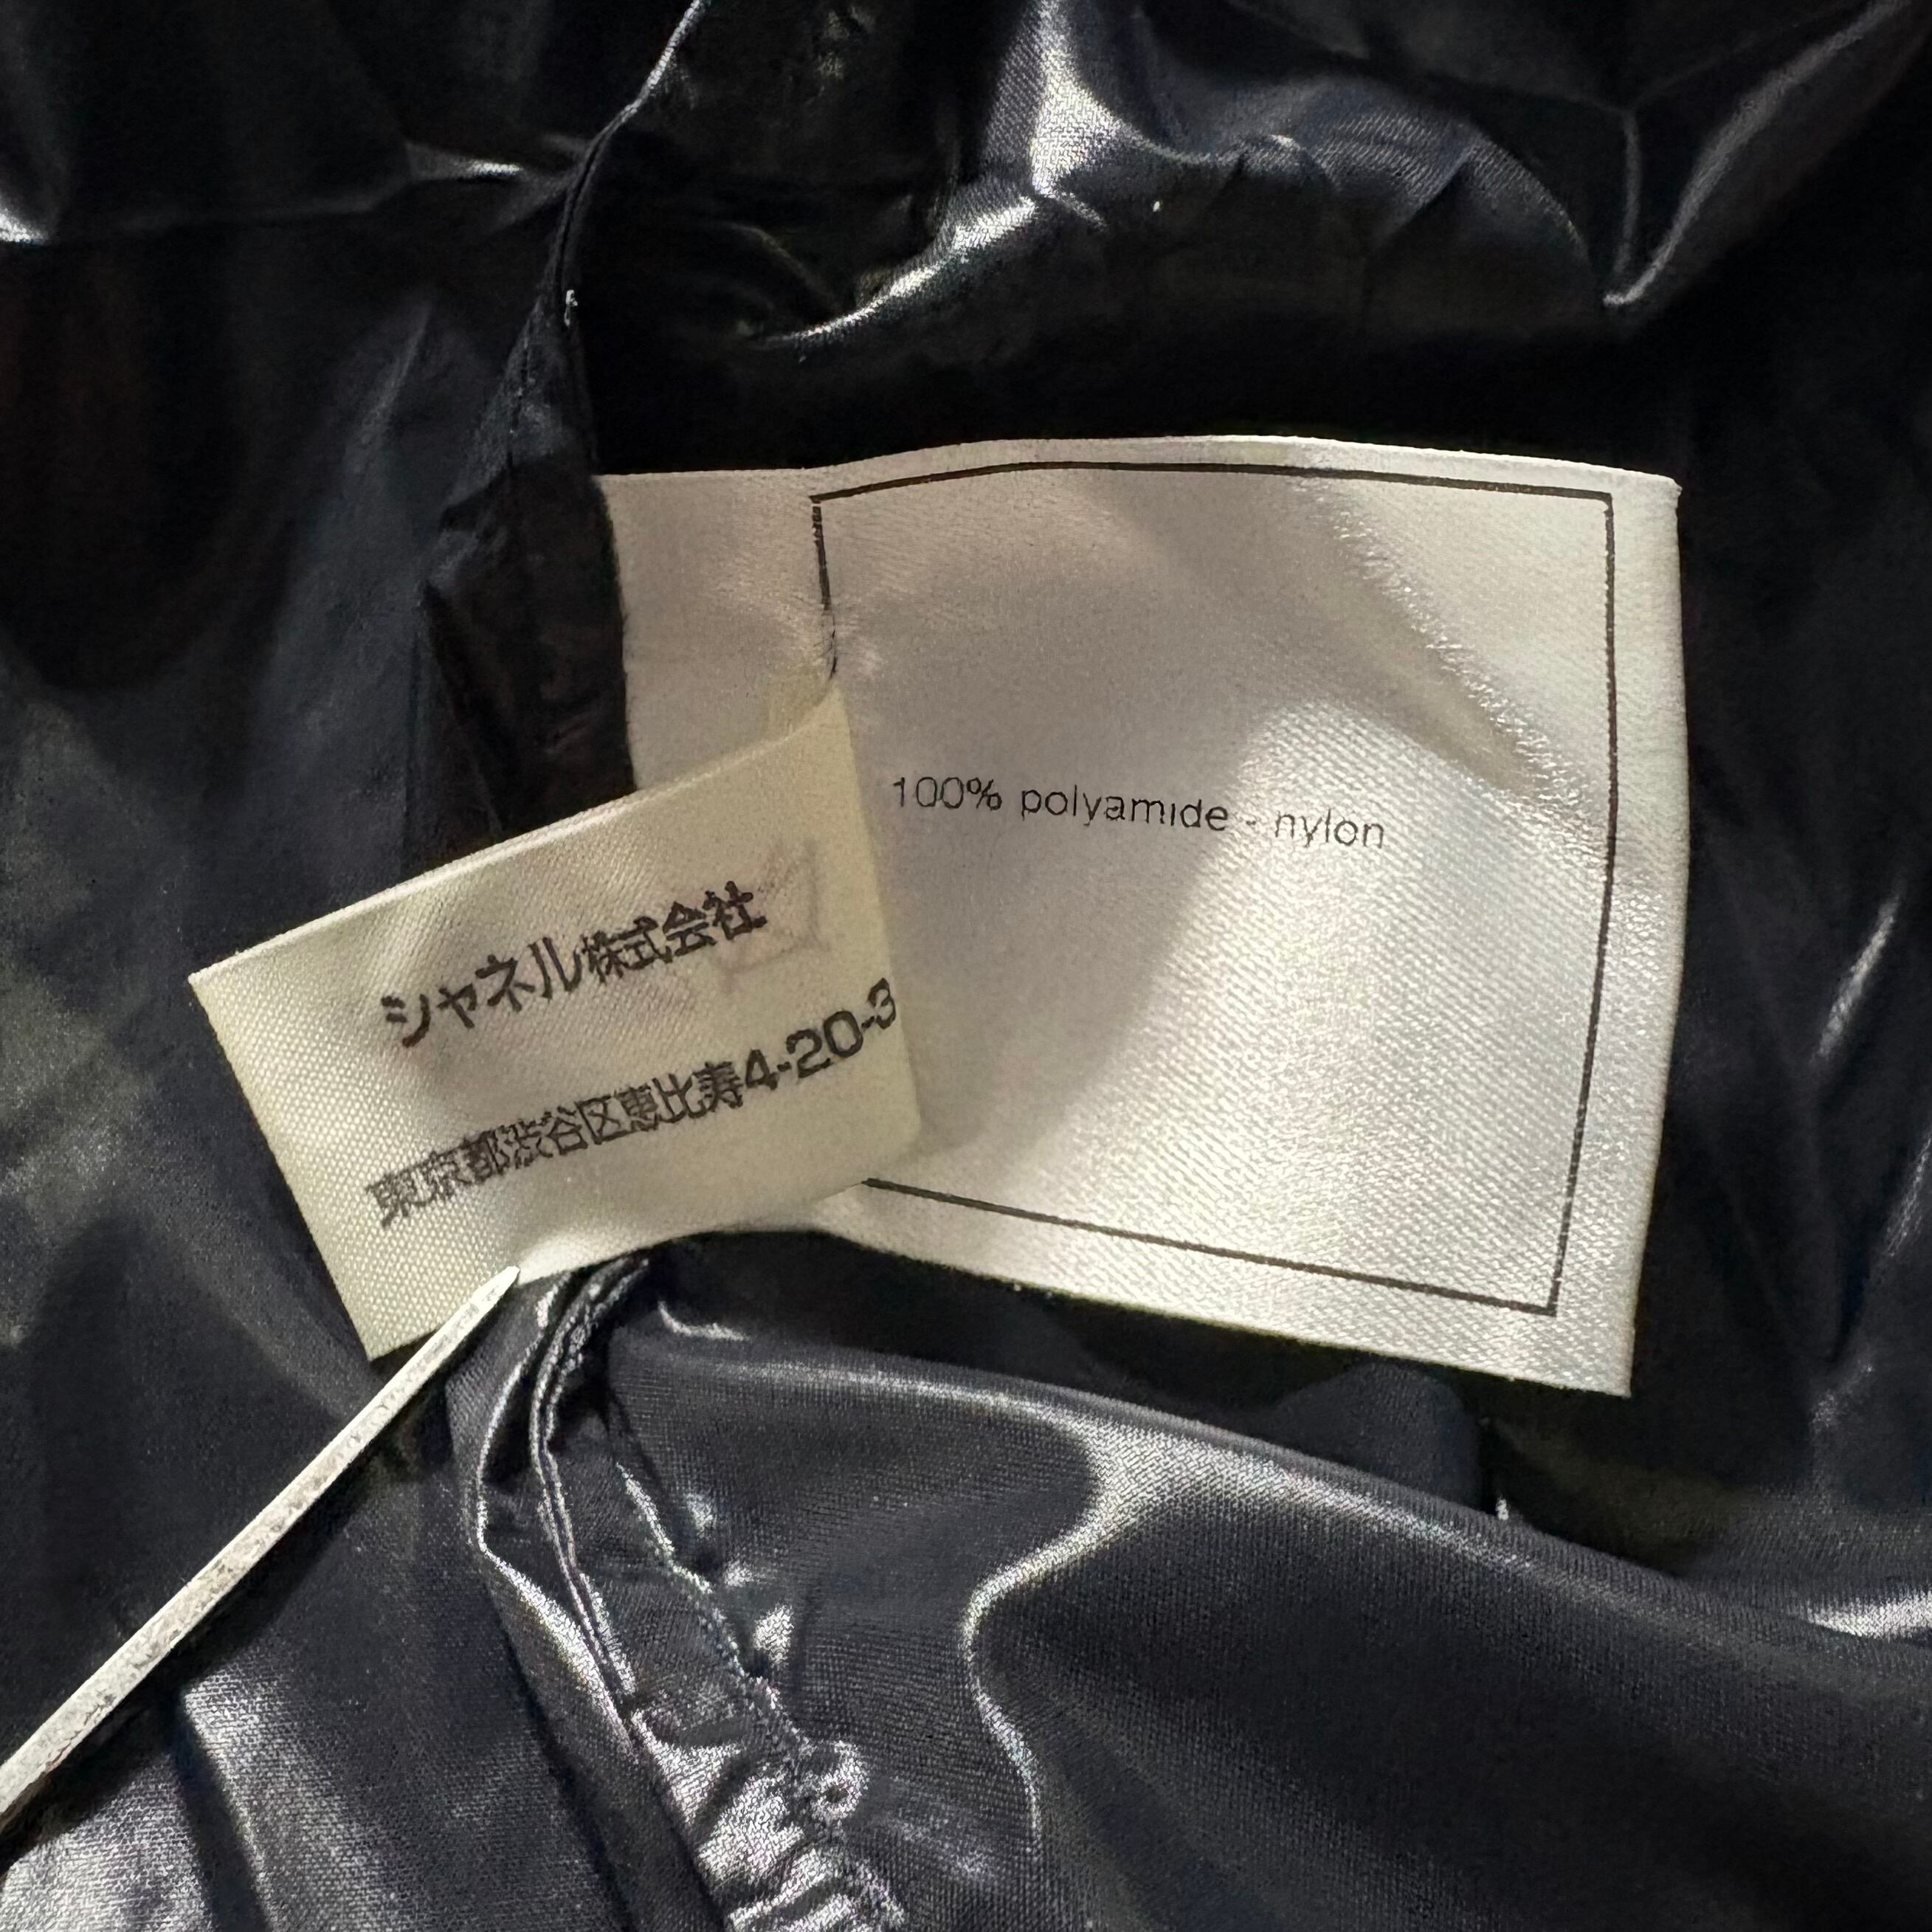 100% polyamide - nylon
シャネル株式会社
東京都渋谷区恵比寿4-20-3